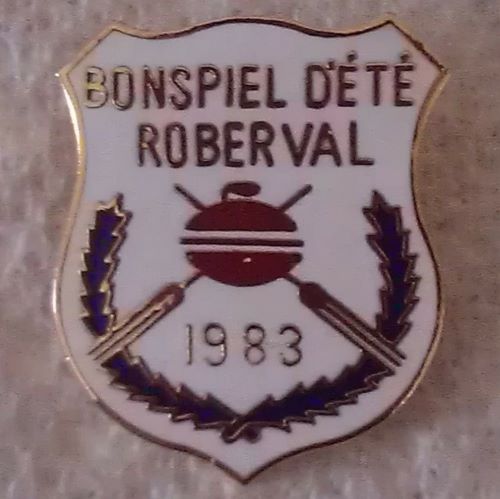 BONSPIEL D'ÉTÉ
ROBERVAL
1983